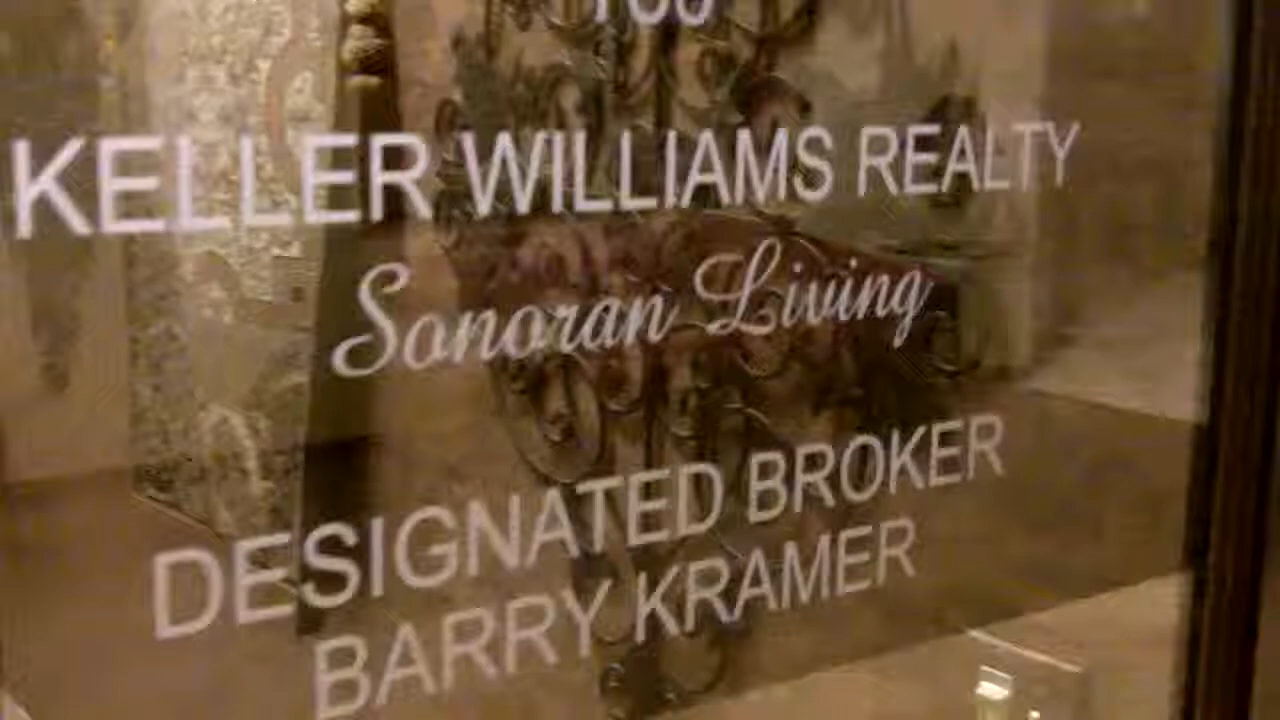 KELLER WILLIAMS REALTY
Sonoran Living
DESIGNATED BROKER
BARRY KRAMER